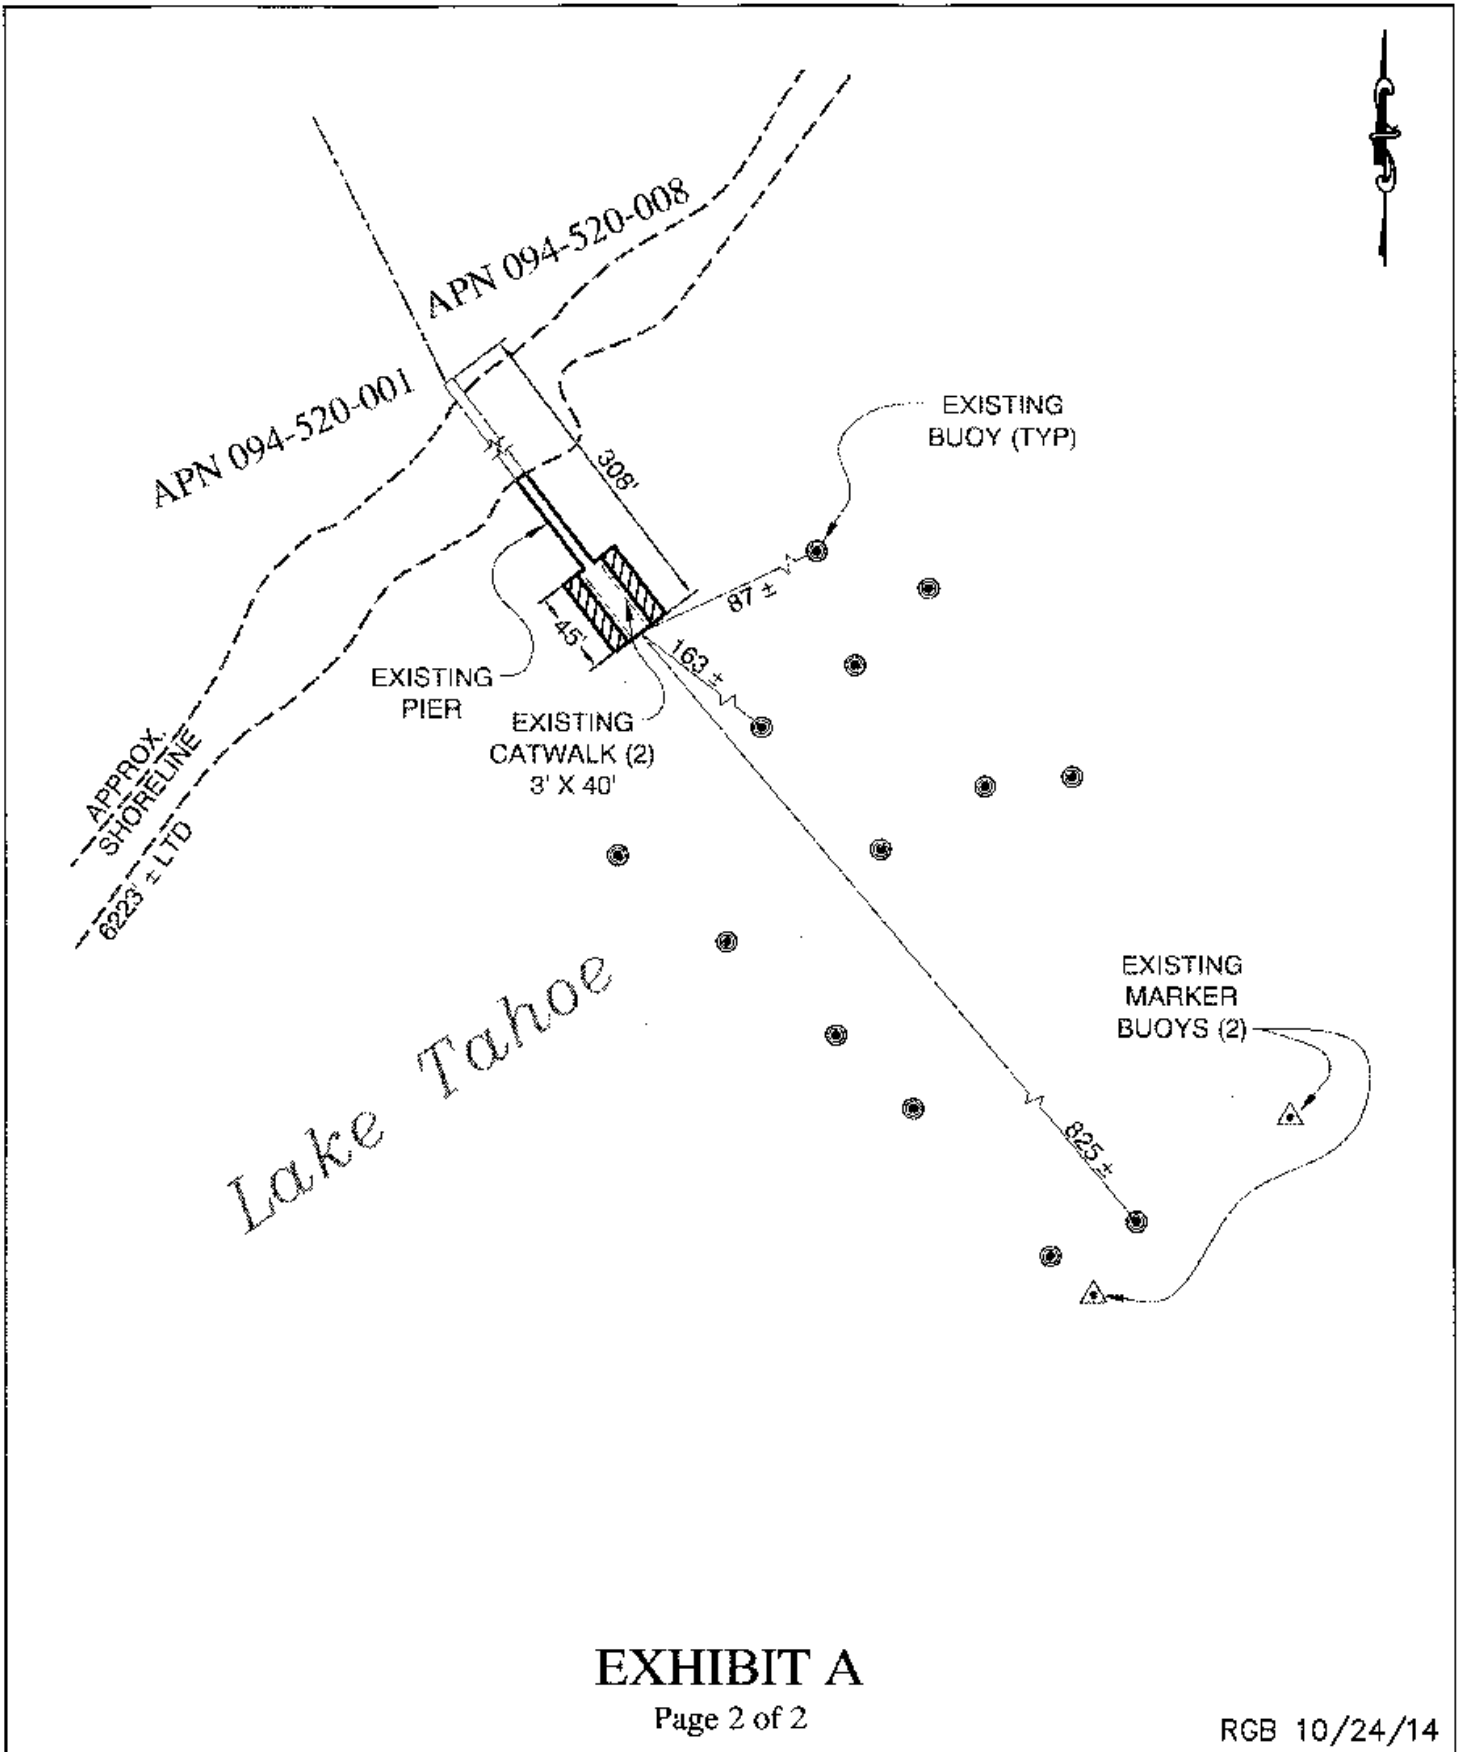 APN 094-520-008
APN 094-520-001
308'
EXISTING
BUOY (TYP)
87 ±
45'
163 ±
EXISTING
PIER
EXISTING
CATWALK (2)
3' X 40'
APPROX.
SHORELINE
6223' ± LTD
Lake Tahoe
EXISTING
MARKER
BUOYS (2)
825 ±
EXHIBIT A
Page 2 of 2
RGB 10/24/14